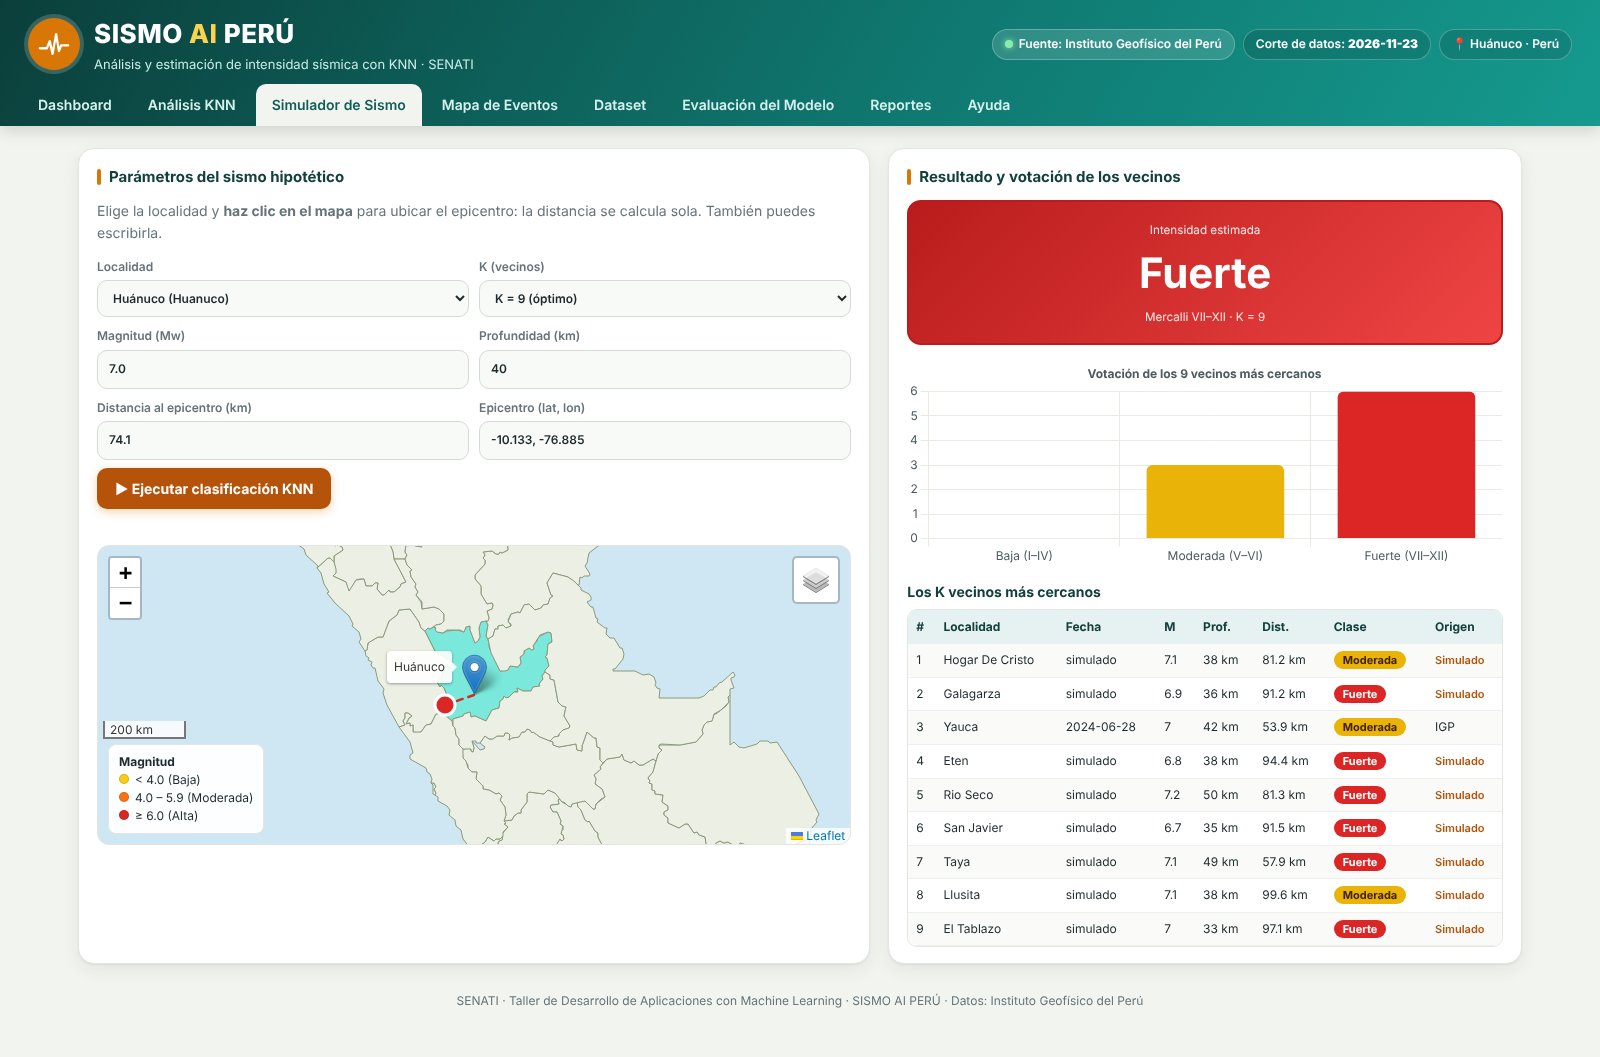 SISMO AI PERÚ
Análisis y estimación de intensidad sísmica con KNN · SENATI
Fuente: Instituto Geofísico del Perú
Corte de datos: 2026-11-23
Huánuco · Perú
Dashboard
Análisis KNN
Simulador de Sismo
Mapa de Eventos
Dataset
Evaluación del Modelo
Reportes
Ayuda
Parámetros del sismo hipotético
Elige la localidad y haz clic en el mapa para ubicar el epicentro: la distancia se calcula sola. También puedes
escribirla.
Localidad
K (vecinos)
Huánuco (Huanuco)
K = 9 (óptimo)
Magnitud (Mw)
Profundidad (km)
7.0
40
Distancia al epicentro (km)
Epicentro (lat, lon)
74.1
-10.133, -76.885
▶ Ejecutar clasificación KNN
+
−
Huánuco
200 km
Magnitud
< 4.0 (Baja)
4.0 – 5.9 (Moderada)
≥ 6.0 (Alta)
Leaflet
Resultado y votación de los vecinos
Intensidad estimada
Fuerte
Mercalli VII–XII · K = 9
Votación de los 9 vecinos más cercanos
6
5
4
3
2
1
0
Baja (I–IV)
Moderada (V–VI)
Fuerte (VII–XII)
Los K vecinos más cercanos
# Localidad Fecha M Prof. Dist. Clase Origen
1 Hogar De Cristo simulado 7.1 38 km 81.2 km Moderada Simulado
2 Galagarza simulado 6.9 36 km 91.2 km Fuerte Simulado
3 Yauca 2024-06-28 7 42 km 53.9 km Moderada IGP
4 Eten simulado 6.8 38 km 94.4 km Fuerte Simulado
5 Rio Seco simulado 7.2 50 km 81.3 km Fuerte Simulado
6 San Javier simulado 6.7 35 km 91.5 km Fuerte Simulado
7 Taya simulado 7.1 49 km 57.9 km Fuerte Simulado
8 Llusita simulado 7.1 38 km 99.6 km Moderada Simulado
9 El Tablazo simulado 7 33 km 97.1 km Fuerte Simulado
SENATI · Taller de Desarrollo de Aplicaciones con Machine Learning · SISMO AI PERÚ · Datos: Instituto Geofísico del Perú